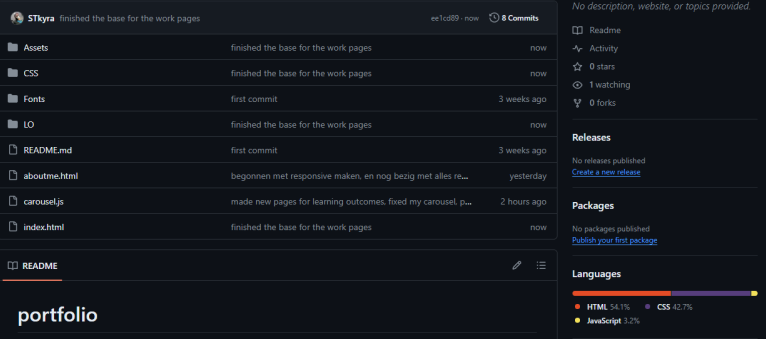 STkyra finished the base for the work pages ee1cd89 · now 8 Commits
Assets finished the base for the work pages now
CSS finished the base for the work pages now
Fonts first commit 3 weeks ago
LO finished the base for the work pages now
README.md first commit 3 weeks ago
aboutme.html begonnen met responsive maken, en nog bezig met alles re... yesterday
carousel.js made new pages for learning outcomes, fixed my carousel, p... 2 hours ago
index.html finished the base for the work pages now
README
portfolio
No description, website, or topics provided.
Readme
Activity
0 stars
1 watching
0 forks
Releases
No releases published
Create a new release
Packages
No packages published
Publish your first package
Languages
HTML 54.1% CSS 42.7%
JavaScript 3.2%